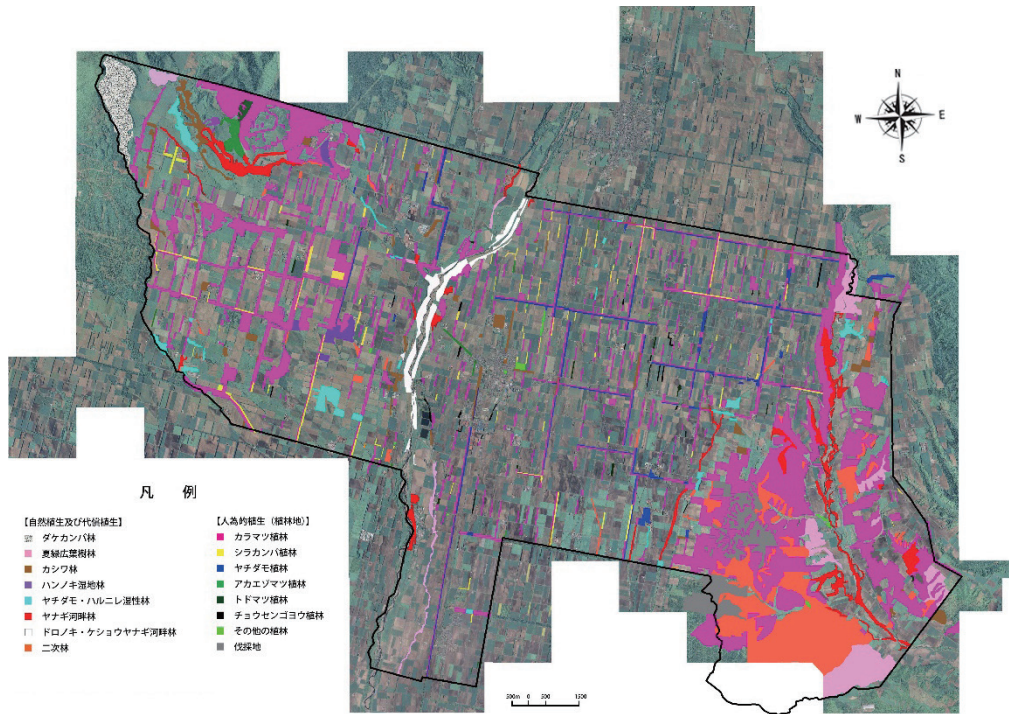 N
W
E
S
凡 例
【自然植生及び代償植生】
ダケカンバ林
夏緑広葉樹林
カシワ林
ハンノキ湿地林
ヤチダモ・ハルニレ湿性林
ヤナギ河畔林
ドロノキ・ケショウヤナギ河畔林
二次林
【人為的植生（植林地）】
カラマツ植林
シラカンバ植林
ヤチダモ植林
アカエゾマツ植林
トドマツ植林
チョウセンゴヨウ植林
その他の植林
伐採地
500m 0 500 1500